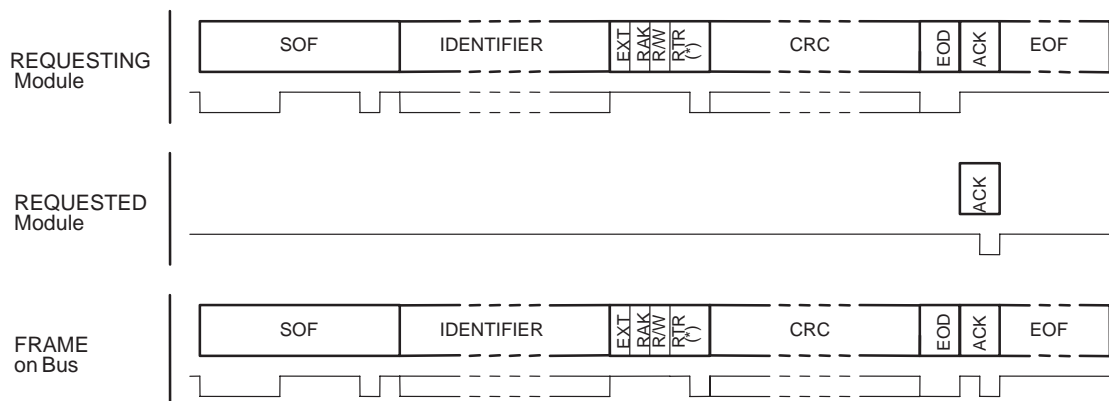 SOF IDENTIFIER EXT RAK R/W RTR (*) CRC EOD ACK EOF
REQUESTING
Module
ACK
REQUESTED
Module
SOF IDENTIFIER EXT RAK R/W RTR (*) CRC EOD ACK EOF
FRAME
on Bus